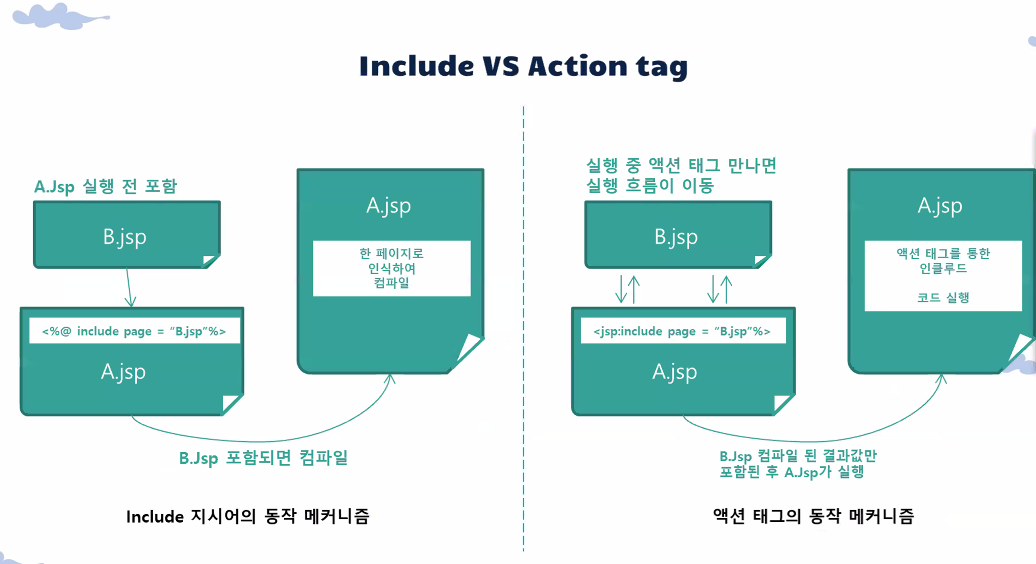 Include VS Action tag
A.Jsp 실행 전 포함
B.jsp
<%@ include page = "B.jsp"%>
A.jsp
A.jsp
한 페이지로
인식하여
컴파일
B.Jsp 포함되면 컴파일
Include 지시어의 동작 메커니즘
실행 중 액션 태그 만나면
실행 흐름이 이동
B.jsp
<jsp:include page = "B.jsp"%>
A.jsp
A.jsp
액션 태그를 통한
인클루드
코드 실행
B.Jsp 컴파일 된 결과값만
포함된 후 A.Jsp가 실행
액션 태그의 동작 메커니즘